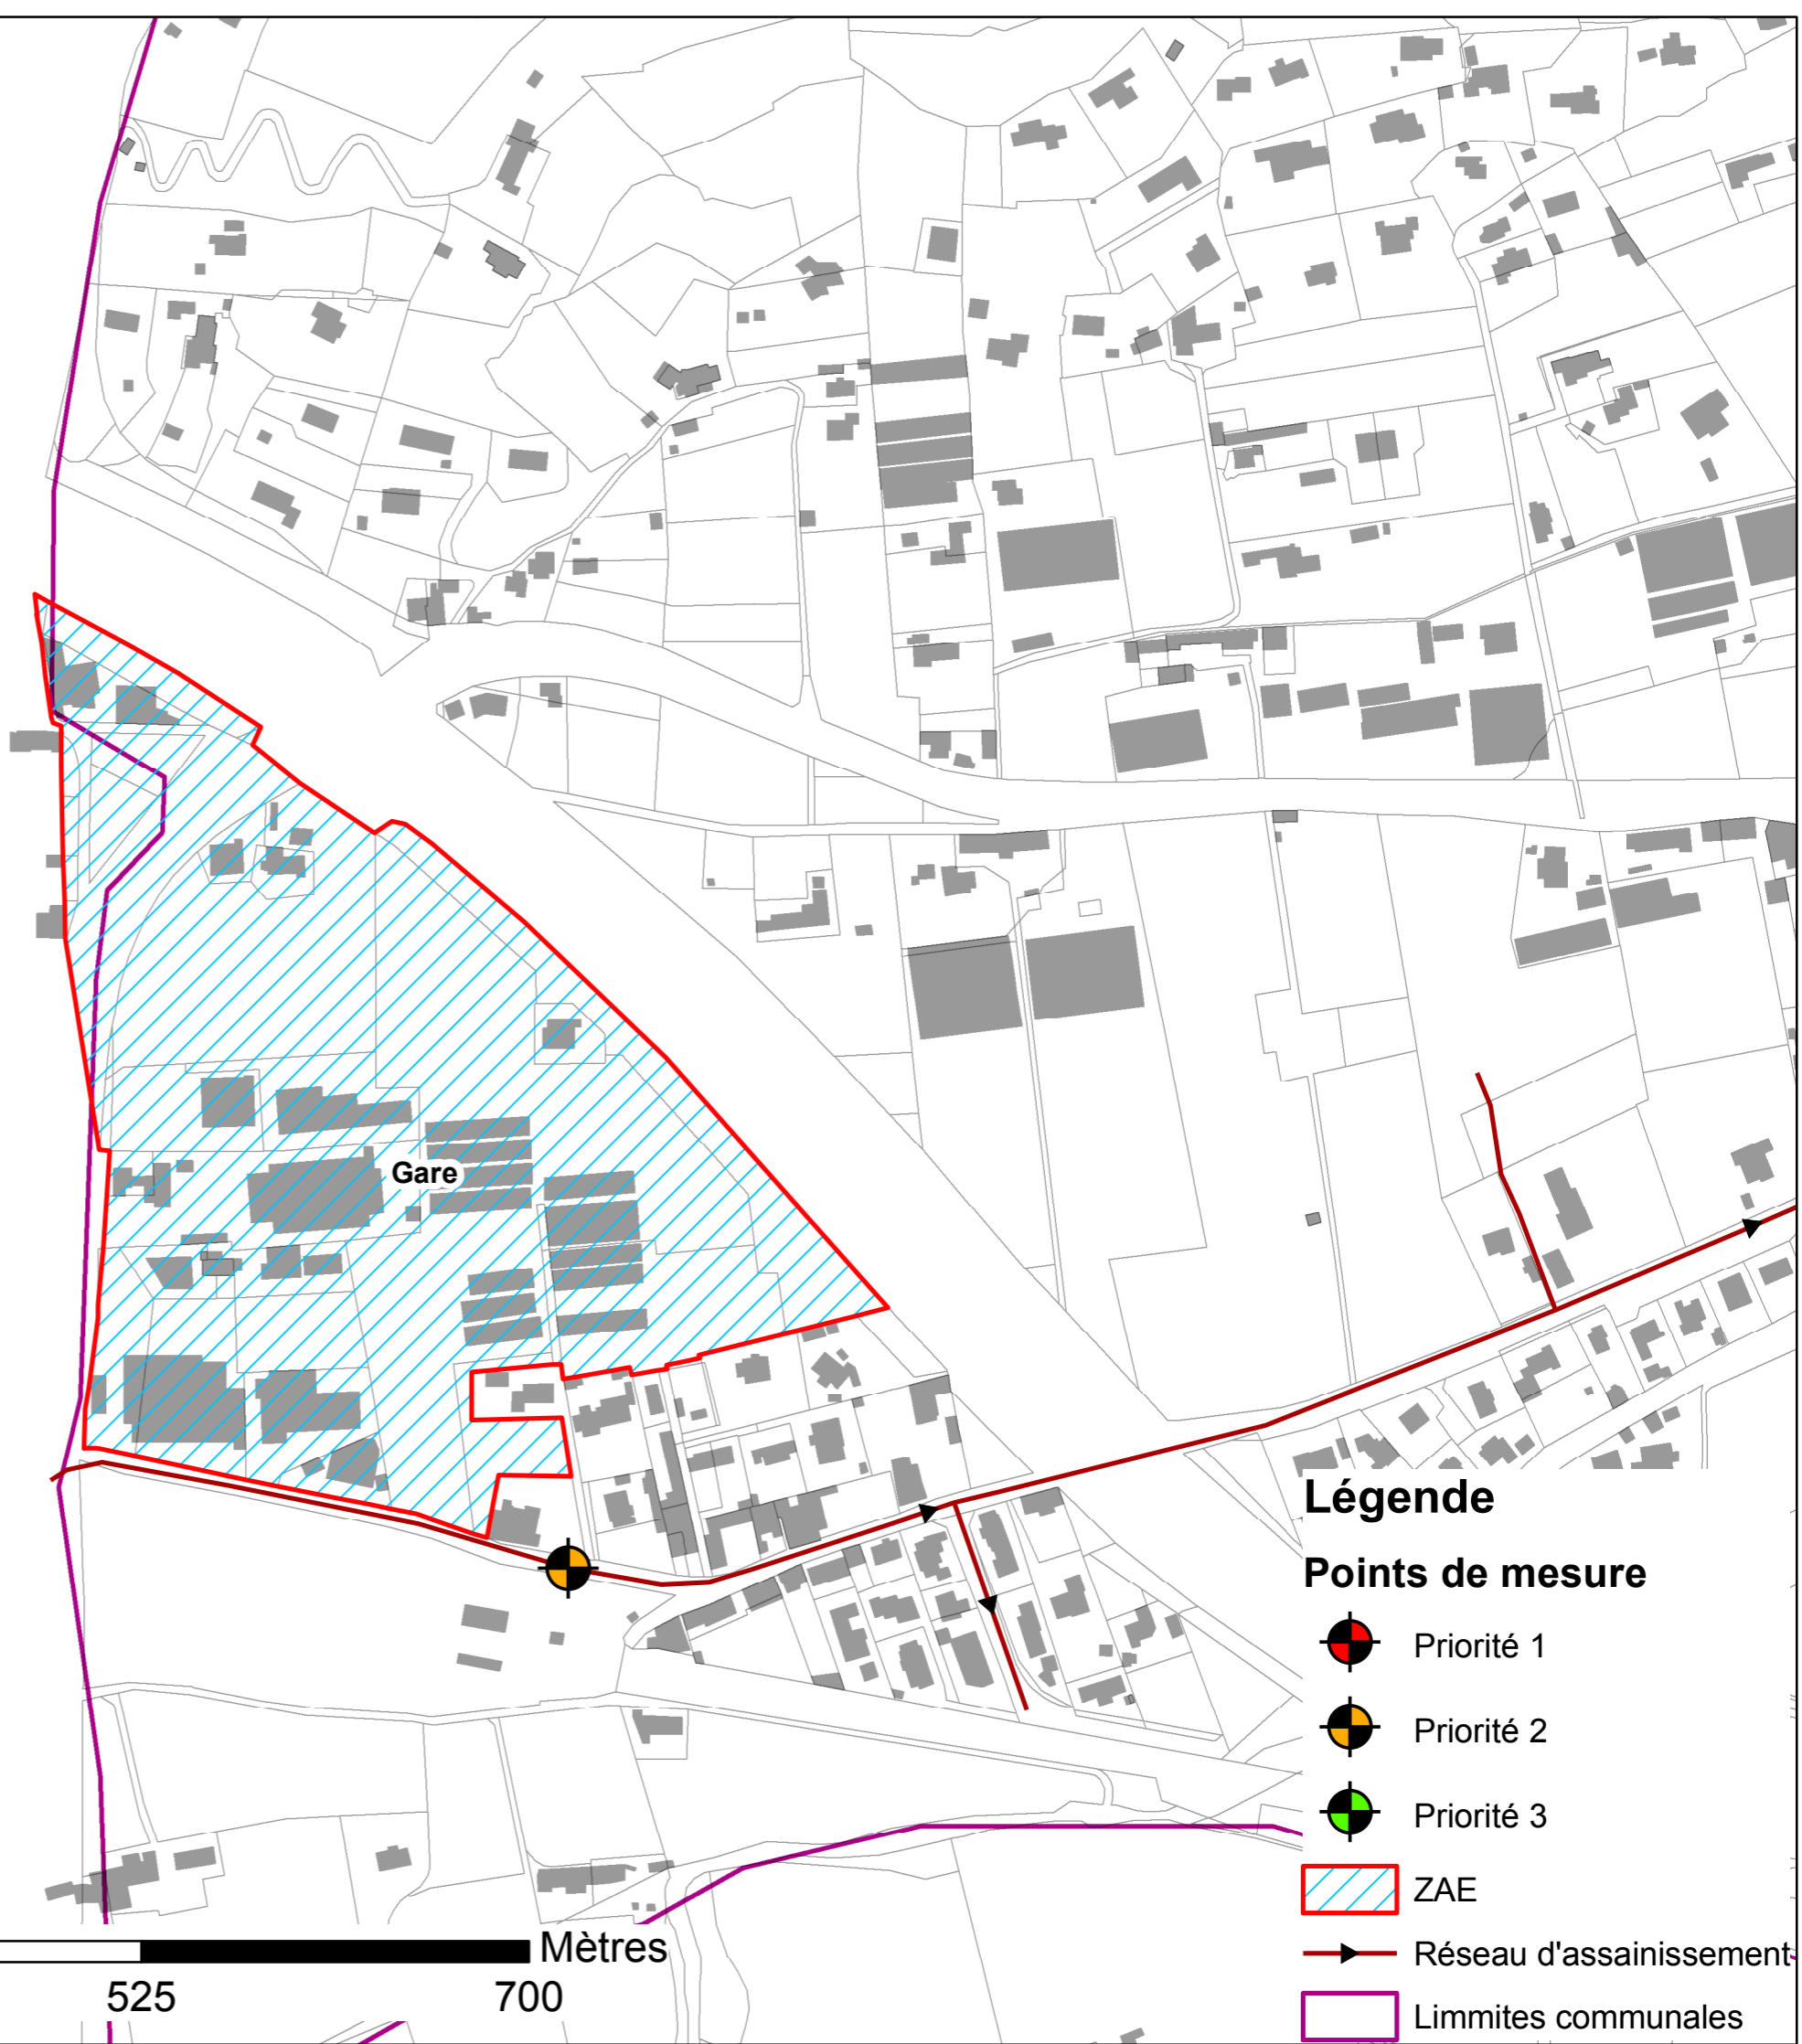 Gare
Légende
Points de mesure
Priorité 1
Priorité 2
Priorité 3
ZAE
Réseau d'assainissement
Limmites communales
Mètres
525 700